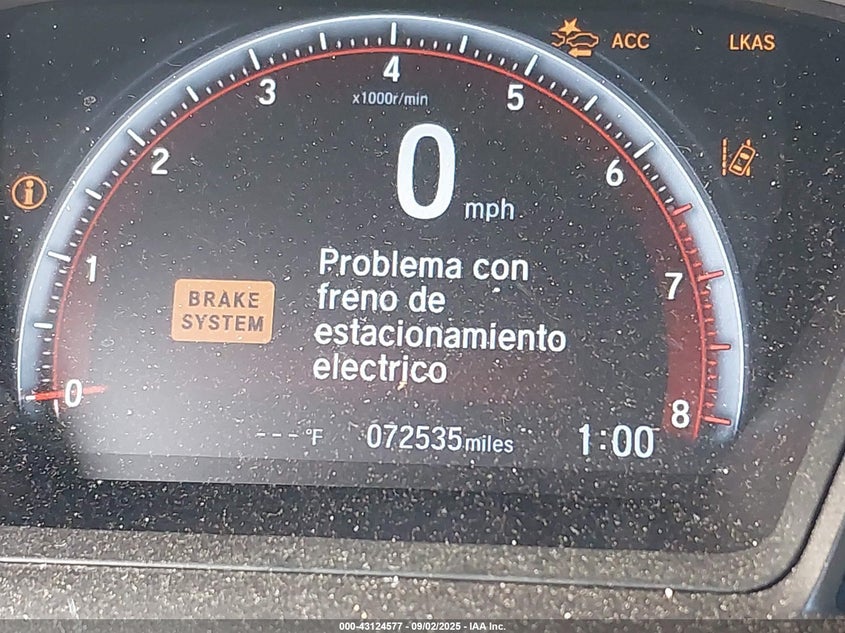 4
3
5
x1000r/min
2
6
0 mph
ACC
LKAS
i
1
7
Problema con
freno de
estacionamiento
electrico
BRAKE
SYSTEM
0
8
---°F
072535miles
1:00
000-43124577 - 09/02/2025 - IAA Inc.